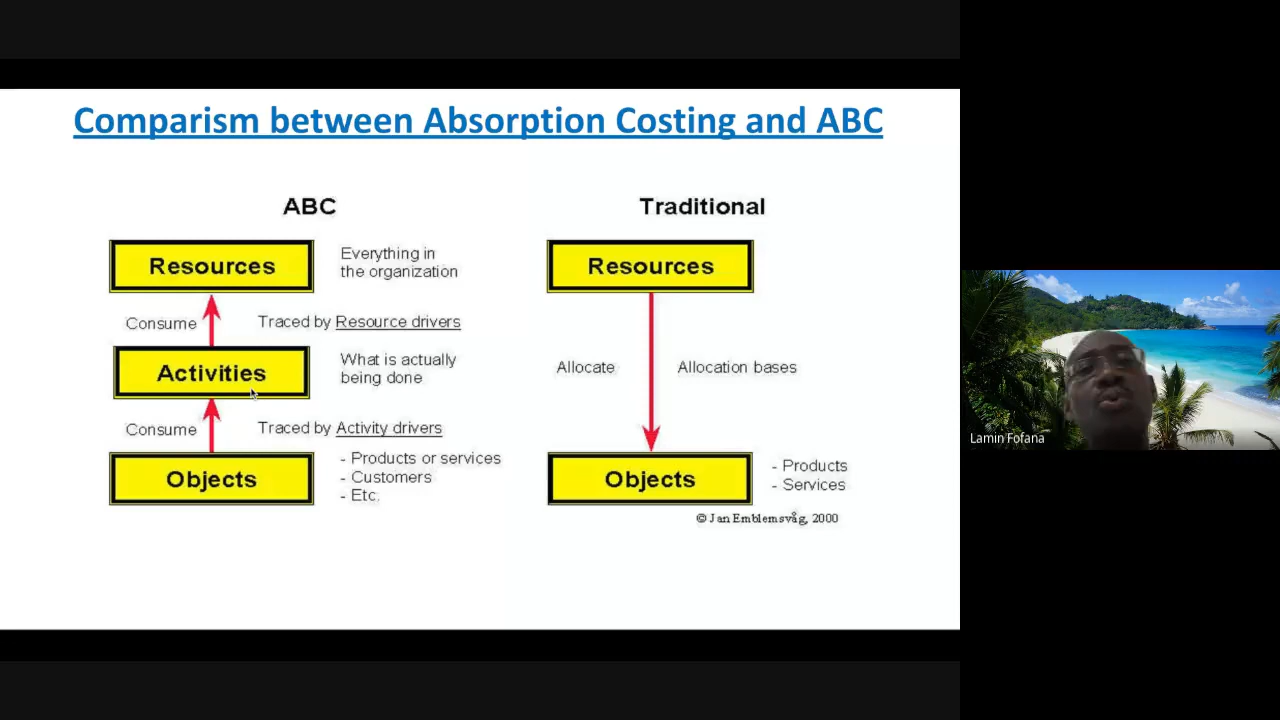 Comparism between Absorption Costing and ABC
ABC
Resources
Everything in
the organization
Consume
Traced by Resource drivers
Activities
What is actually
being done
Consume
Traced by Activity drivers
Objects
- Products or services
- Customers
- Etc.
Traditional
Resources
Allocate
Allocation bases
Objects
- Products
- Services
© Jan Emblemsvåg, 2000
Lamin Fofana